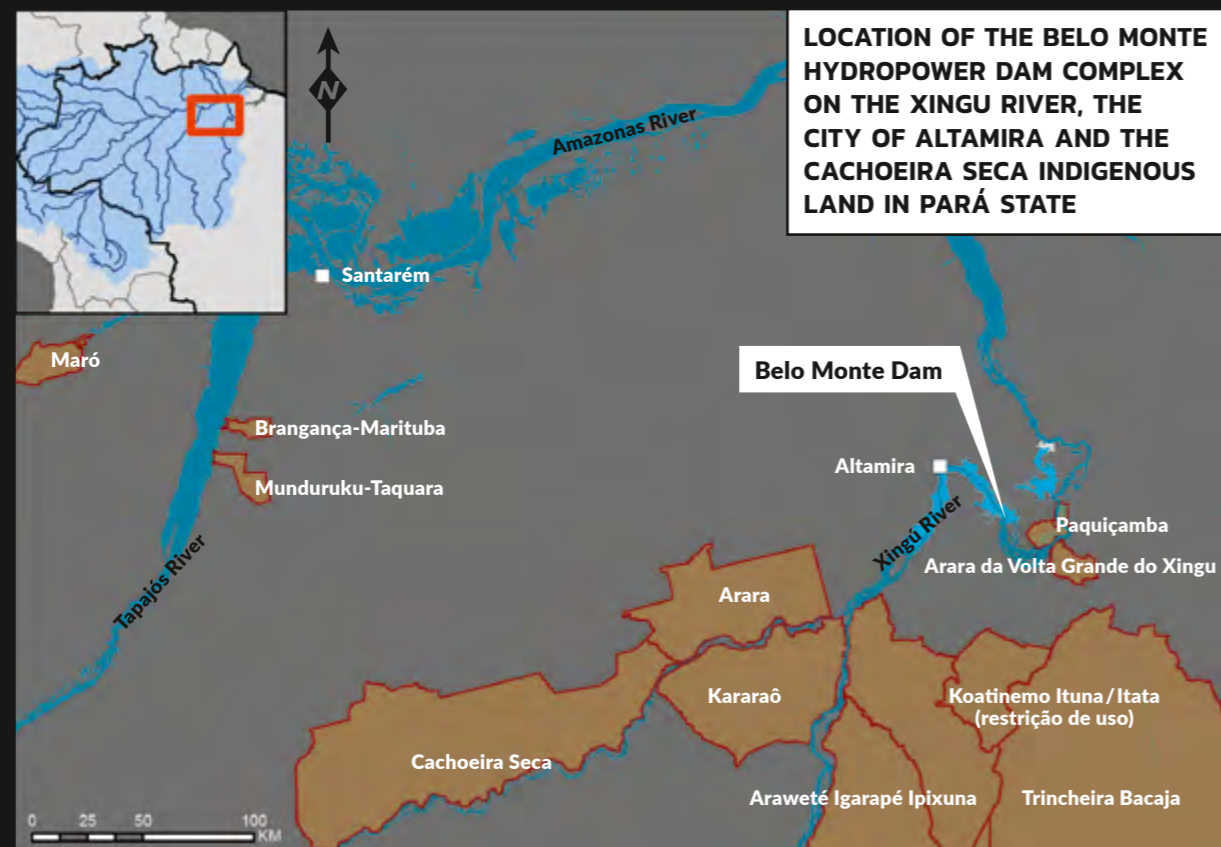 LOCATION OF THE BELO MONTE
HYDROPOWER DAM COMPLEX
ON THE XINGU RIVER, THE
CITY OF ALTAMIRA AND THE
CACHOEIRA SECA INDIGENOUS
LAND IN PARÁ STATE
N
Amazonas River
Santarém
Maró
Belo Monte Dam
Brangança-Marituba
Altamira
Munduruku-Taquara
Paquiçamba
Xingú River
Arara da Volta Grande do Xingu
Tapajós River
Arara
Kararaô
Koatinemo Ituna/Itata
(restrição de uso)
Cachoeira Seca
Araweté Igarapé Ipixuna
Trincheira Bacaja
0 25 50 100
KM